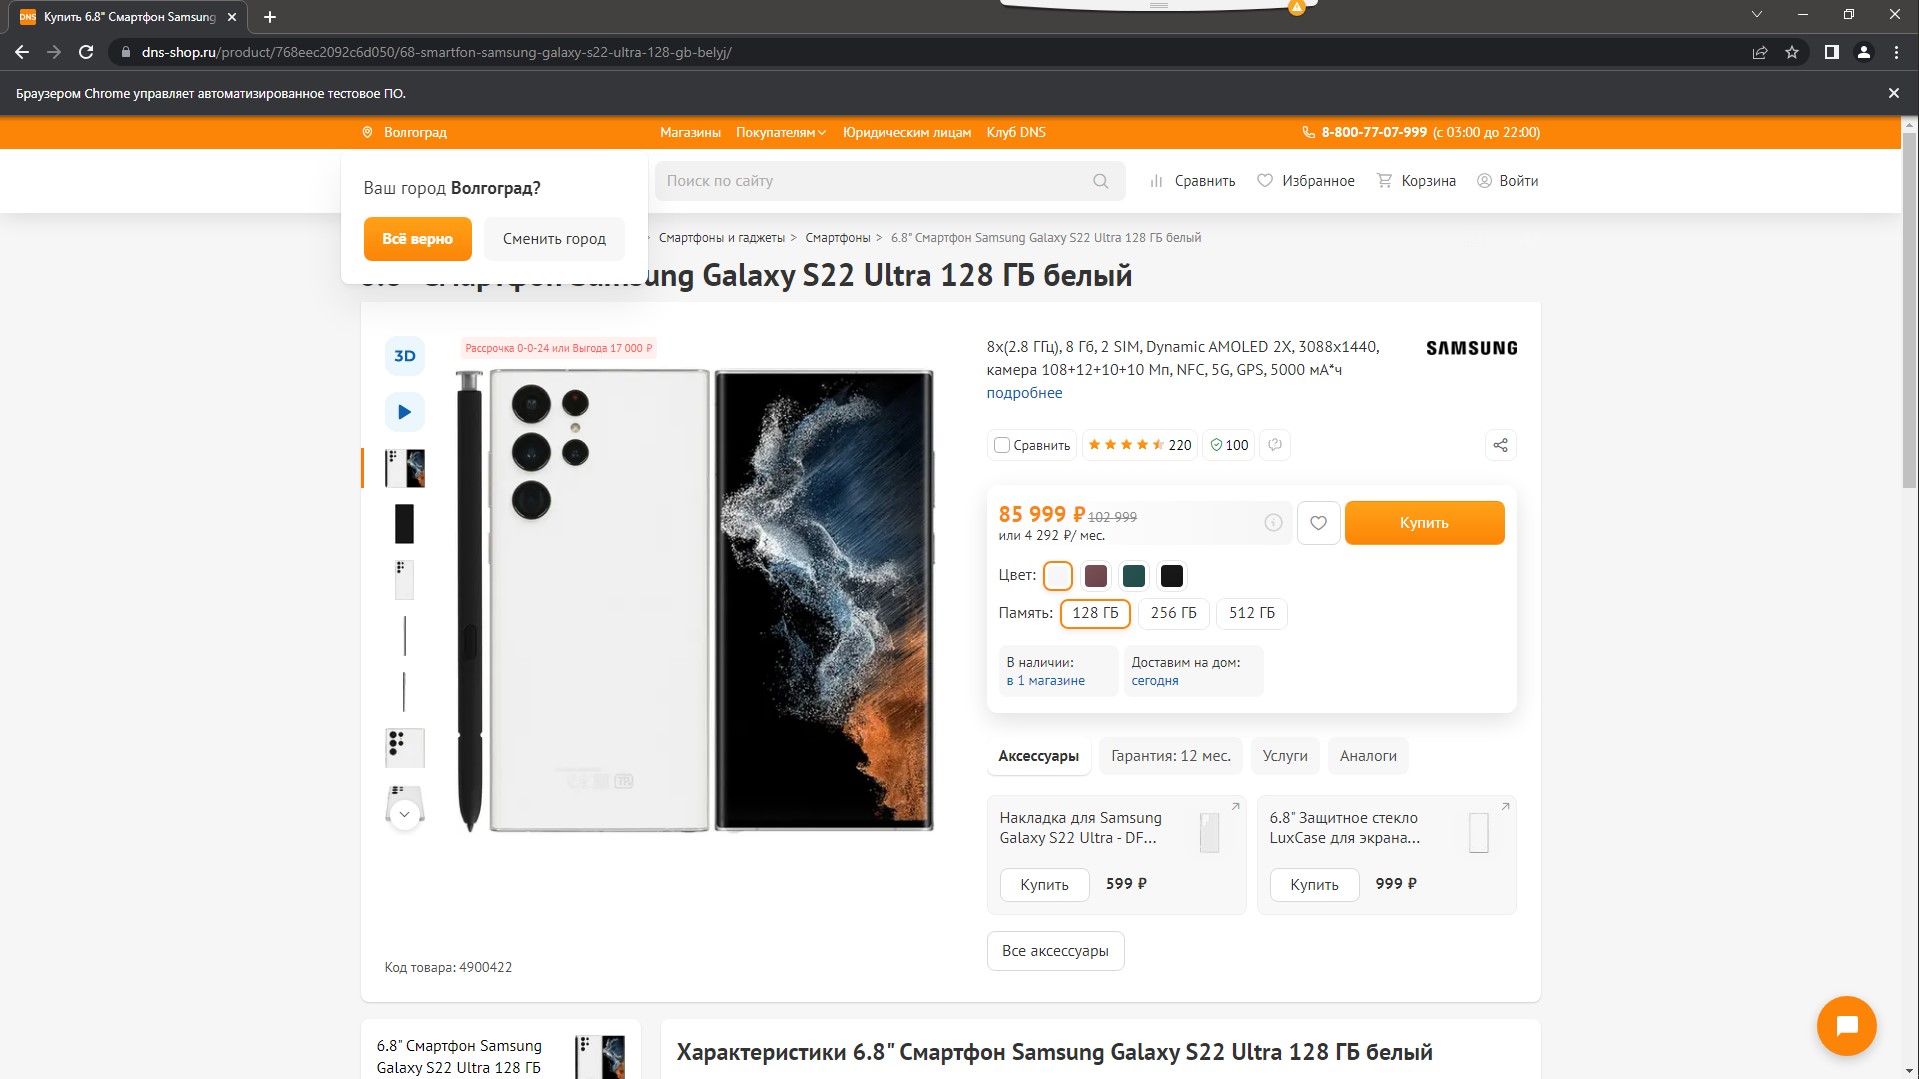 DNS
Купить 6.8" Смартфон Samsung
dns-shop.ru/product/768eec2092c6d050/68-smartfon-samsung-galaxy-s22-ultra-128-gb-belyj/
Браузером Chrome управляет автоматизированное тестовое ПО.
Волгоград
Магазины
Покупателям
Юридическим лицам
Клуб DNS
8-800-77-07-999 (с 03:00 до 22:00)
Ваш город Волгоград?
Всё верно
Сменить город
Поиск по сайту
Сравнить
Избранное
Корзина
Войти
Смартфоны и гаджеты > Смартфоны > 6.8" Смартфон Samsung Galaxy S22 Ultra 128 ГБ белый
6.8" Смартфон Samsung Galaxy S22 Ultra 128 ГБ белый
3D
Рассрочка 0-0-24 или Выгода 17 000 ₽
8x(2.8 ГГц), 8 Гб, 2 SIM, Dynamic AMOLED 2X, 3088x1440,
камера 108+12+10+10 Мп, NFC, 5G, GPS, 5000 мА*ч
подробнее
SAMSUNG
Сравнить
220
100
85 999 ₽ 102 999
или 4 292 ₽/ мес.
Купить
Цвет:
Память:
128 ГБ
256 ГБ
512 ГБ
В наличии:
в 1 магазине
Доставим на дом:
сегодня
Аксессуары
Гарантия: 12 мес.
Услуги
Аналоги
Накладка для Samsung
Galaxy S22 Ultra - DF...
Купить
599 ₽
6.8" Защитное стекло
LuxCase для экрана...
Купить
999 ₽
Все аксессуары
Код товара: 4900422
6.8" Смартфон Samsung
Galaxy S22 Ultra 128 ГБ
Характеристики 6.8" Смартфон Samsung Galaxy S22 Ultra 128 ГБ белый